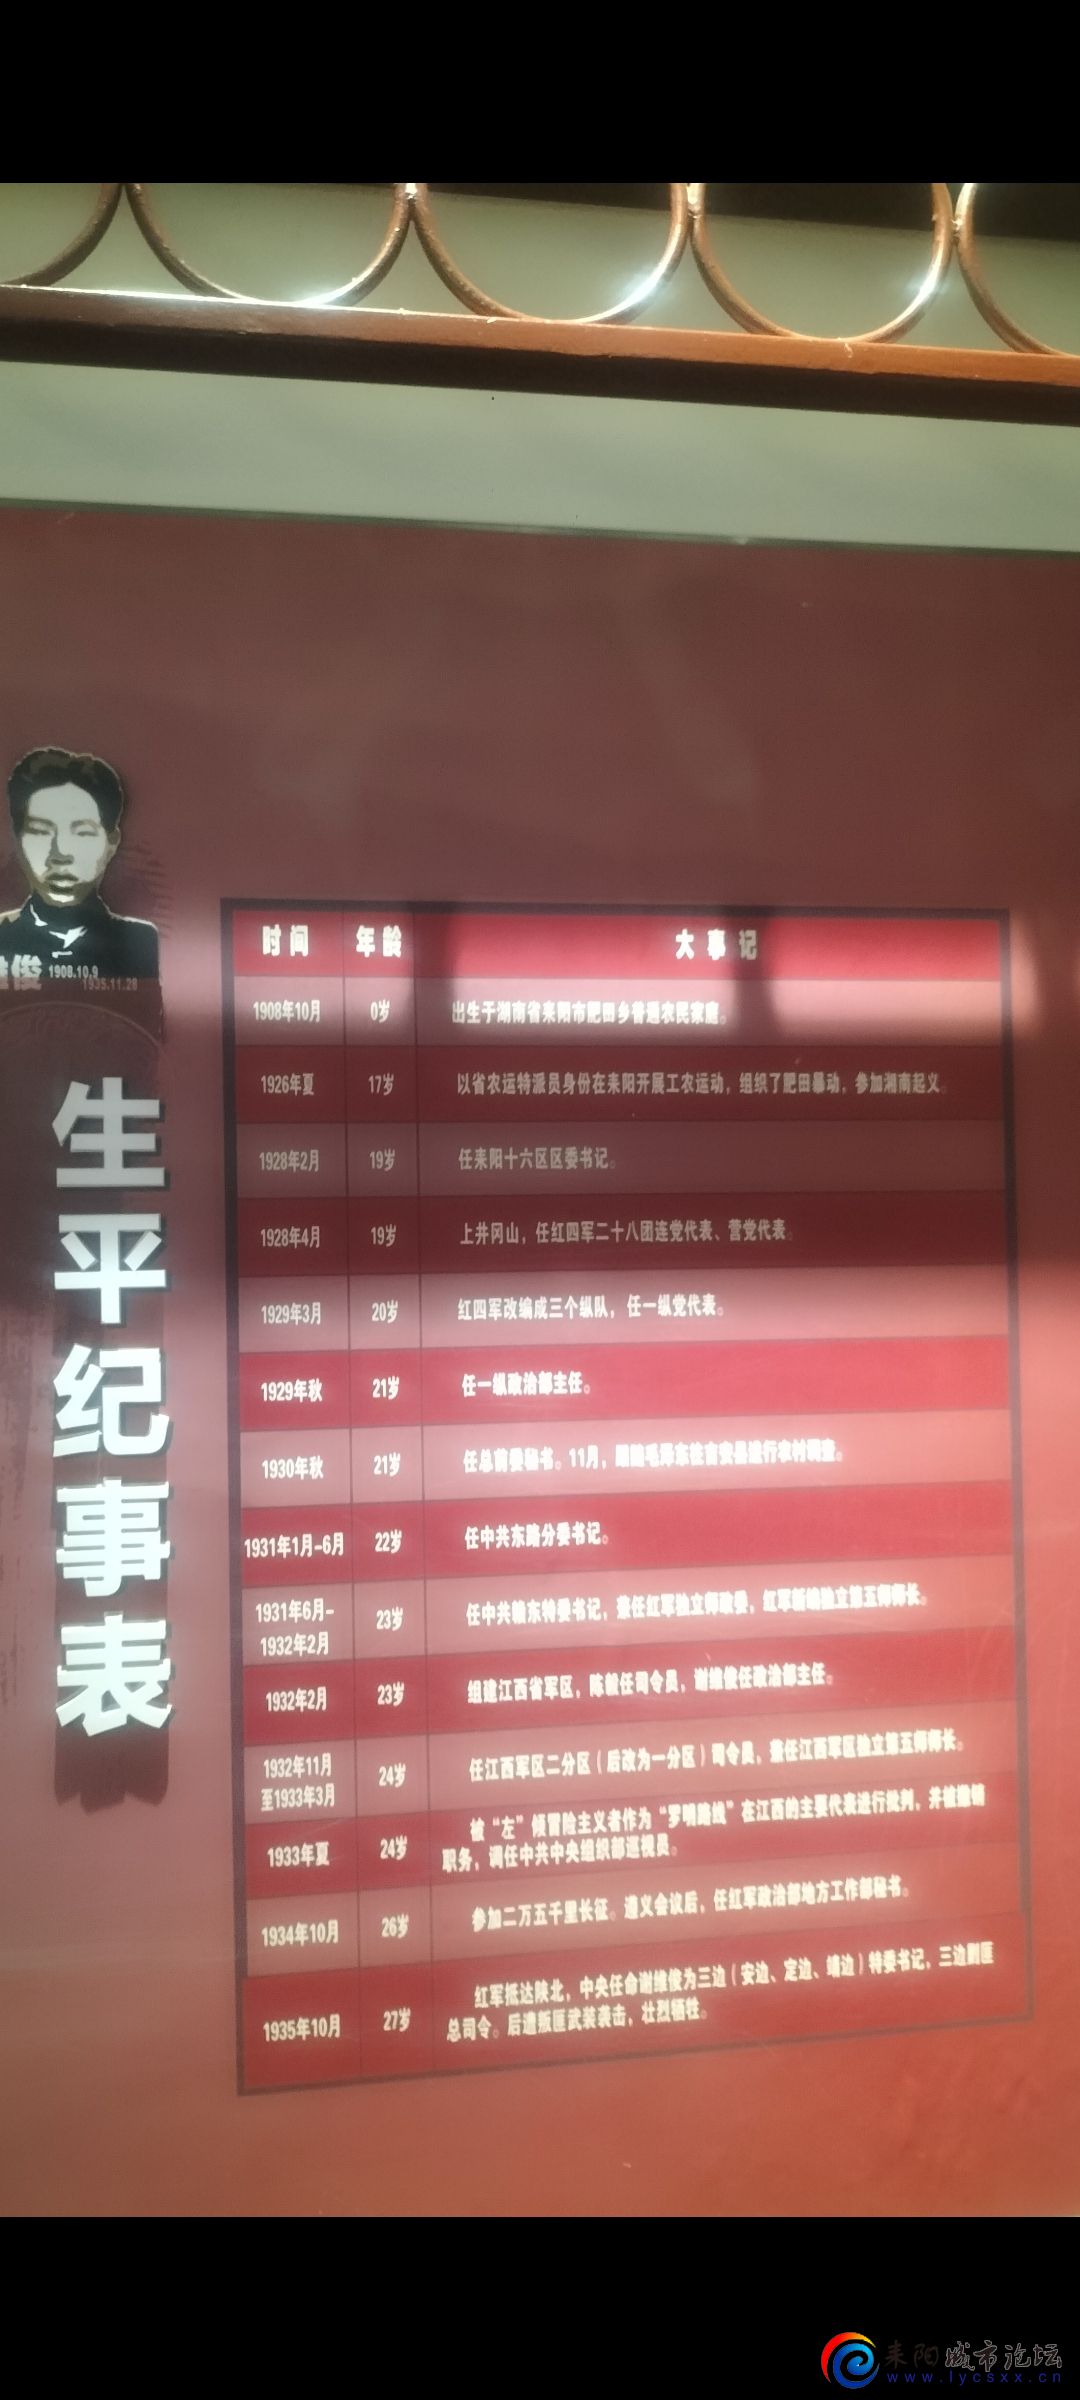 俊
1908.10.9
1935.11.28
生平纪事表
时间 年龄 大事记
1908年10月 0岁 出生于湖南省耒阳市肥田乡普通农民家庭。
1926年夏 17岁 以省农运特派员身份在耒阳开展工农运动，组织了肥田暴动，参加湘南起义。
1928年2月 19岁 任耒阳十六区区委书记。
1928年4月 19岁 上井冈山，任红四军二十八团连党代表、营党代表。
1929年3月 20岁 红四军改编成三个纵队，任一纵党代表。
1929年秋 21岁 任一纵政治部主任。
1930年秋 21岁 任总前委秘书。11月，跟随毛泽东往吉安县进行农村调查。
1931年1月-6月 22岁 任中共东路分委书记。
1931年6月-
1932年2月 23岁 任中共赣东特委书记，兼任红军独立师政委，红军新编独立第五师师长。
1932年2月 23岁 组建江西省军区，陈毅任司令员，谢维俊任政治部主任。
1932年11月
至1933年3月 24岁 任江西军区二分区（后改为一分区）司令员，兼任江西军区独立第五师师长。
1933年夏 24岁 被“左”倾冒险主义者作为“罗明路线”在江西的主要代表进行批判，并被撤销
职务，调任中共中央组织部巡视员。
1934年10月 26岁 参加二万五千里长征。遵义会议后，任红军政治部地方工作部秘书。
1935年10月 27岁 红军抵达陕北，中央任命谢维俊为三边（安边、定边、靖边）特委书记，三边剿匪
总司令。后遭叛匪武装袭击，壮烈牺牲。
耒阳城市论坛
www.lycsxx.cn